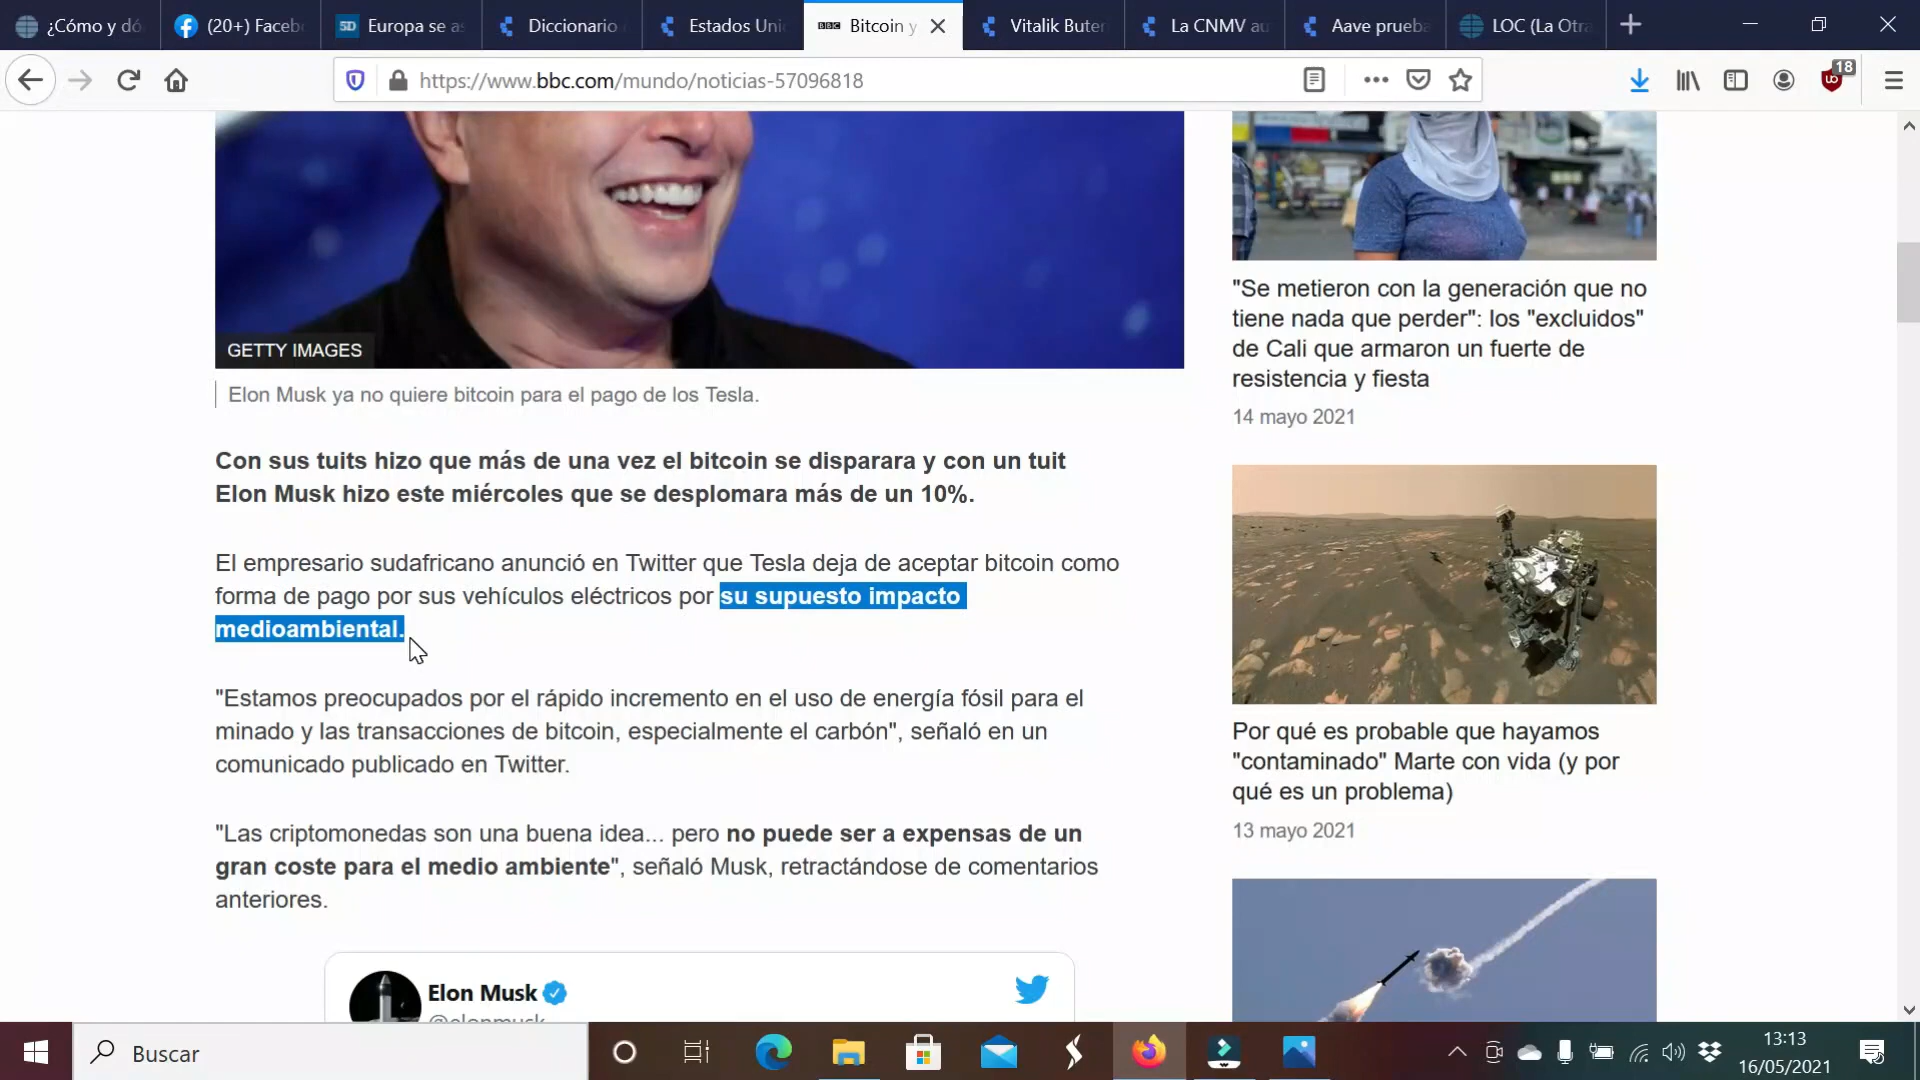 ¿Cómo y dó
(20+) Faceb
Europa se as
Diccionario
Estados Uni
BBC Bitcoin y
Vitalik Buter
La CNMV au
Aave prueba
LOC (La Otra
https://www.bbc.com/mundo/noticias-57096818
18
GETTY IMAGES
Elon Musk ya no quiere bitcoin para el pago de los Tesla.
Con sus tuits hizo que más de una vez el bitcoin se disparara y con un tuit
Elon Musk hizo este miércoles que se desplomara más de un 10%.
El empresario sudafricano anunció en Twitter que Tesla deja de aceptar bitcoin como
forma de pago por sus vehículos eléctricos por su supuesto impacto
medioambiental.
"Estamos preocupados por el rápido incremento en el uso de energía fósil para el
minado y las transacciones de bitcoin, especialmente el carbón", señaló en un
comunicado publicado en Twitter.
"Las criptomonedas son una buena idea... pero no puede ser a expensas de un
gran coste para el medio ambiente", señaló Musk, retractándose de comentarios
anteriores.
Elon Musk
@elonmusk
"Se metieron con la generación que no
tiene nada que perder": los "excluidos"
de Cali que armaron un fuerte de
resistencia y fiesta
14 mayo 2021
Por qué es probable que hayamos
"contaminado" Marte con vida (y por
qué es un problema)
13 mayo 2021
Buscar
13:13
16/05/2021